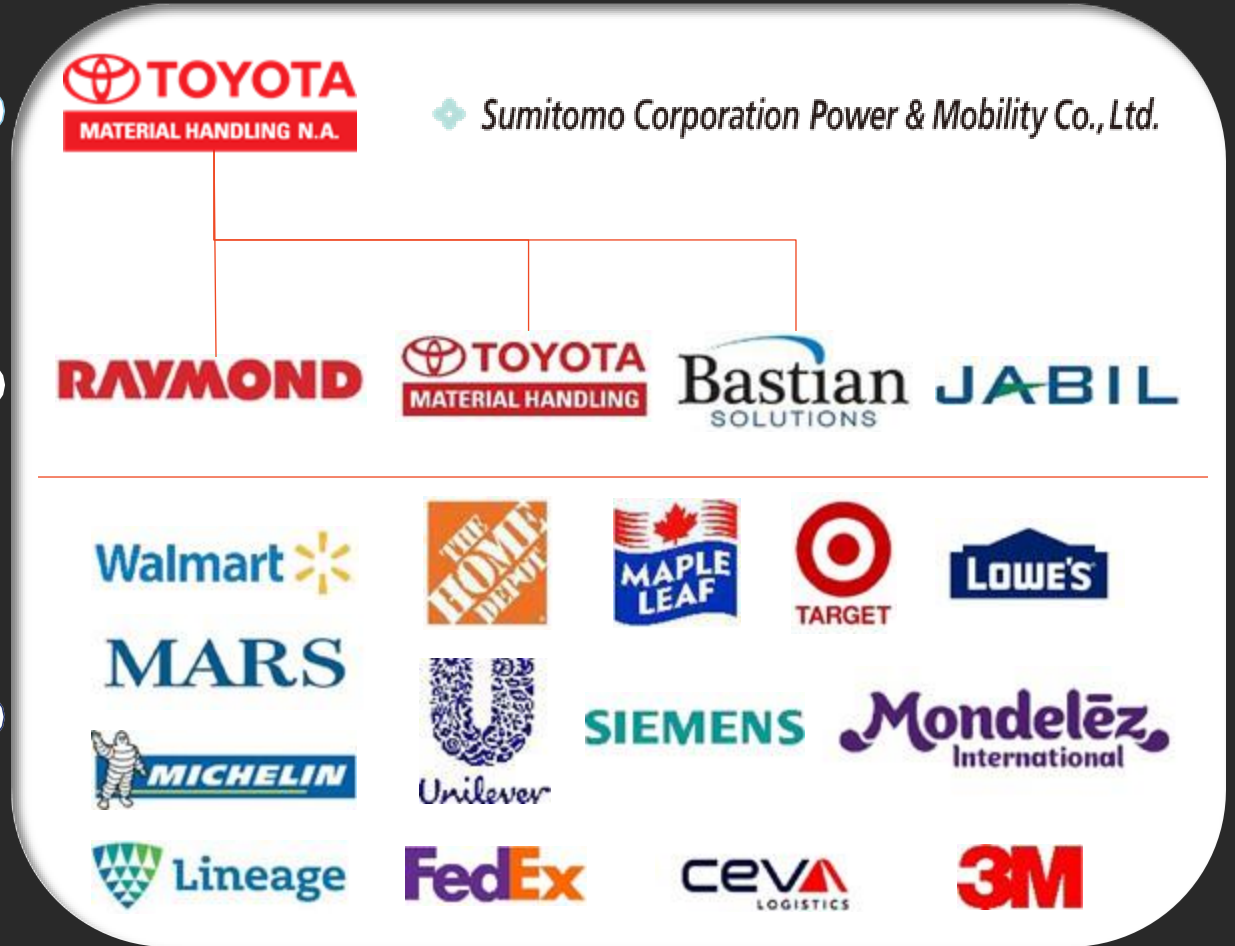 TOYOTA
MATERIAL HANDLING N.A.
Sumitomo Corporation Power & Mobility Co., Ltd.
RAYMOND
TOYOTA
MATERIAL HANDLING
Bastian
SOLUTIONS
JABIL
Walmart
THE
HOME
DEPOT
MAPLE
LEAF
TARGET
LOWE'S
MARS
Unilever
SIEMENS
Mondelēz
International
MICHELIN
Lineage
FedEx
CEVA
LOGISTICS
3M